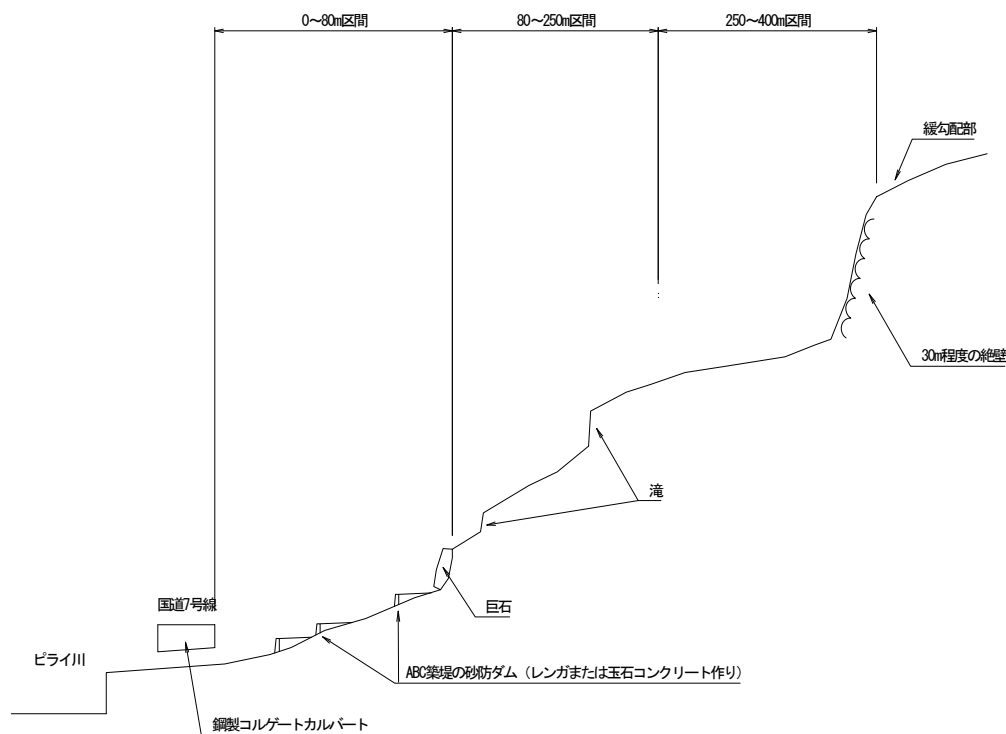 0～80m区間
80～250m区間
250～400m区間
緩勾配部
30m程度の絶壁
滝
巨石
国道7号線
ピライ川
ABC築堤の砂防ダム（レンガまたは玉石コンクリート作り）
鋼製コルゲートカルバート